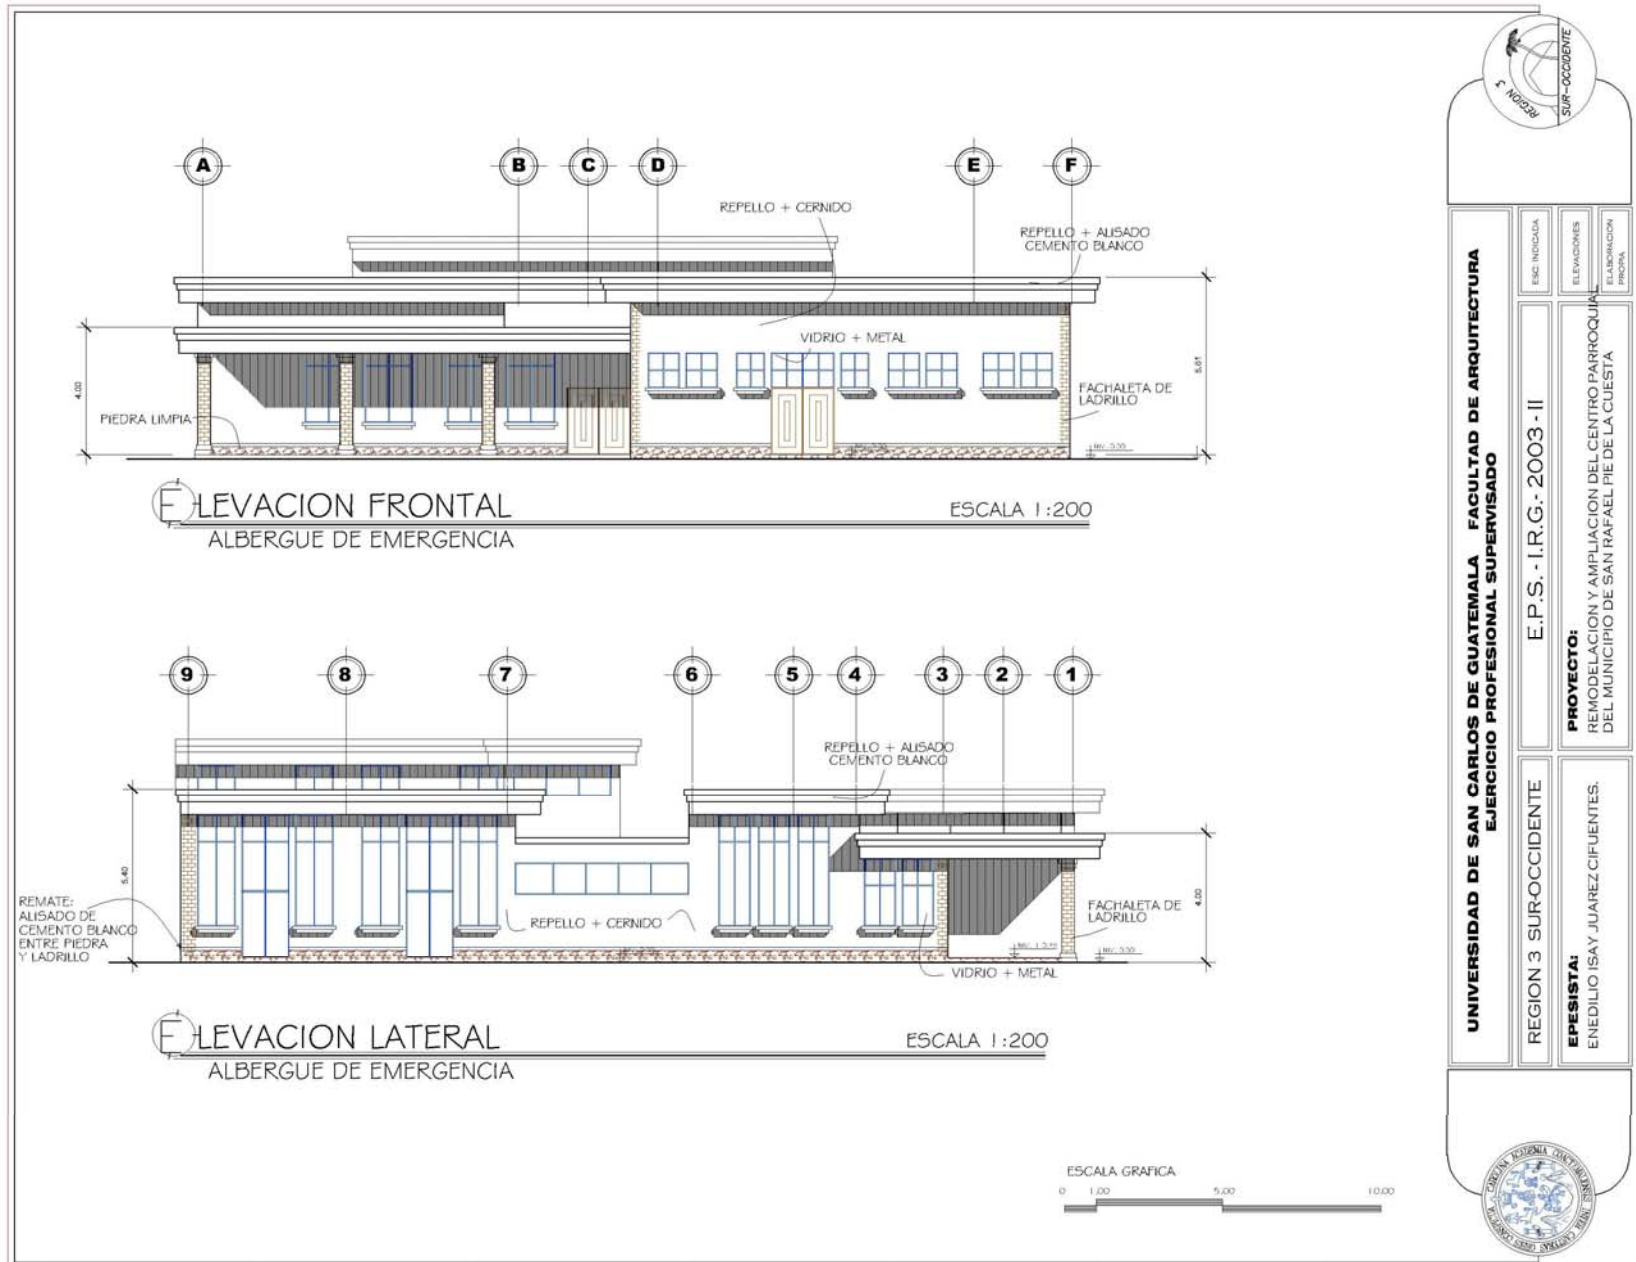 A
B
C
D
E
F
REPELLO + CERNIDO
REPELLO + ALISADO
CEMENTO BLANCO
VIDRIO + METAL
4.00
PIEDRA LIMPIA
FACHALETA DE
LADRILLO
ELEVACION FRONTAL
ESCALA 1:200
ALBERGUE DE EMERGENCIA
9
8
7
6
5
4
3
2
1
REPELLO + ALISADO
CEMENTO BLANCO
5.40
4.00
REMATE:
ALISADO DE
CEMENTO BLANCO
ENTRE PIEDRA
Y LADRILLO
REPELLO + CERNIDO
FACHALETA DE
LADRILLO
VIDRIO + METAL
ELEVACION LATERAL
ESCALA 1:200
ALBERGUE DE EMERGENCIA
ESCALA GRAFICA
0 1.00 5.00 10.00
REGION 3
SUR-OCCIDENTE
UNIVERSIDAD DE SAN CARLOS DE GUATEMALA FACULTAD DE ARQUITECTURA
EJERCICIO PROFESIONAL SUPERVISADO
ESC: INDICADA
E.P.S. - I.R.G.- 2003 - II
REGION 3 SUR-OCCIDENTE
ELEVACIONES
ELABORACION
PROPIA
PROYECTO:
REMODELACION Y AMPLIACION DEL CENTRO PARROQUIAL
DEL MUNICIPIO DE SAN RAFAEL PIE DE LA CUESTA
EPESISTA:
ENEDILIO ISAY JUAREZ CIFUENTES.